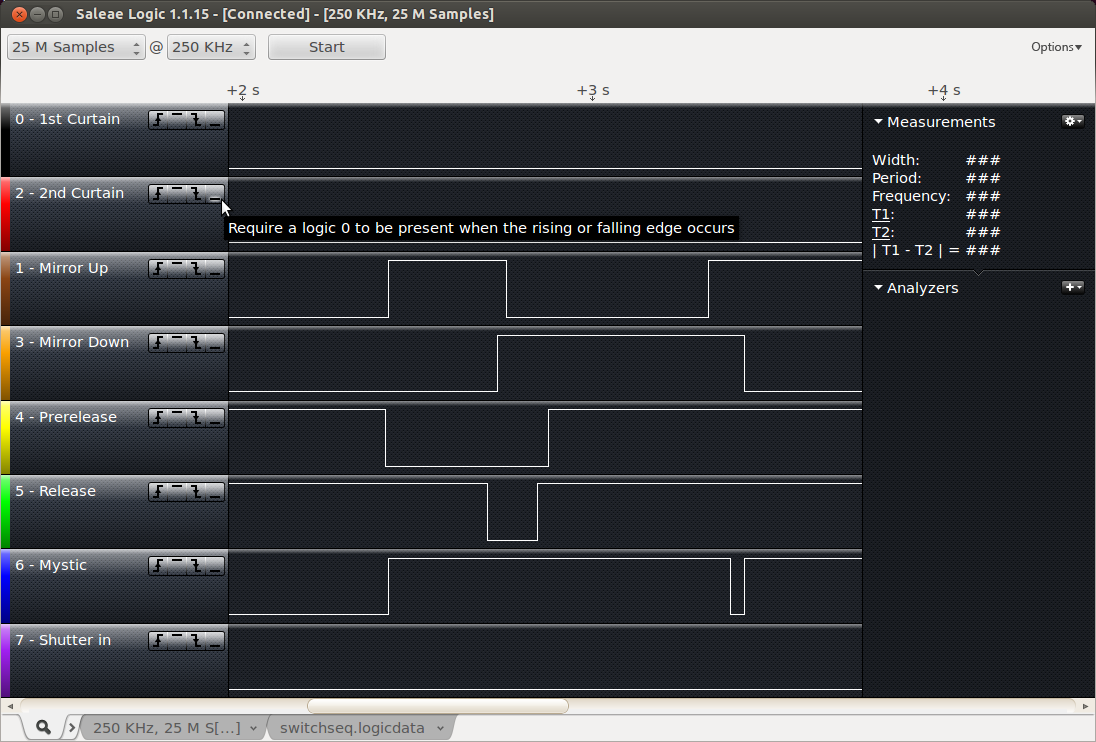 Saleae Logic 1.1.15 - [Connected] - [250 KHz, 25 M Samples]
25 M Samples @ 250 KHz Start Options
+2 s +3 s +4 s
0 - 1st Curtain
2 - 2nd Curtain
Require a logic 0 to be present when the rising or falling edge occurs
1 - Mirror Up
3 - Mirror Down
4 - Prerelease
5 - Release
6 - Mystic
7 - Shutter in
Measurements
Width: ###
Period: ###
Frequency: ###
T1: ###
T2: ###
| T1 - T2 | = ###
Analyzers
250 KHz, 25 M S[...] switchseq.logicdata